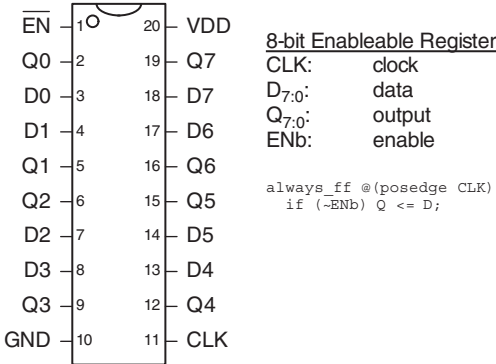 EN 1 20 VDD
Q0 2 19 Q7
D0 3 18 D7
D1 4 17 D6
Q1 5 16 Q6
Q2 6 15 Q5
D2 7 14 D5
D3 8 13 D4
Q3 9 12 Q4
GND 10 11 CLK
8-bit Enableable Register
CLK: clock
D7:0: data
Q7:0: output
ENb: enable
always_ff @(posedge CLK)
if (~ENb) Q <= D;